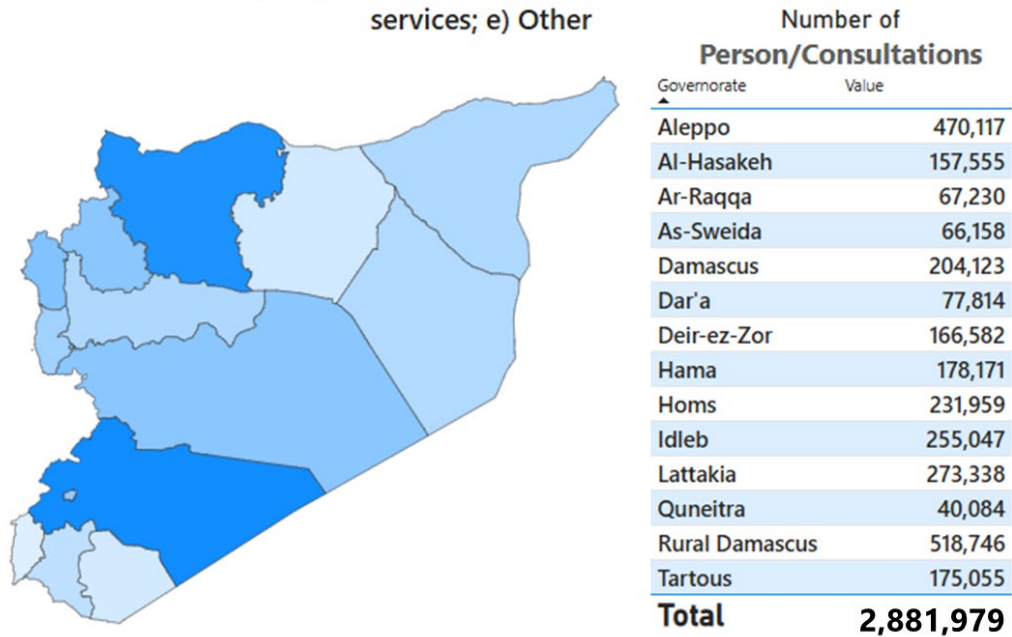 services; e) Other
Number of
Person/Consultations
Governorate Value
Aleppo 470,117
Al-Hasakeh 157,555
Ar-Raqqa 67,230
As-Sweida 66,158
Damascus 204,123
Dar'a 77,814
Deir-ez-Zor 166,582
Hama 178,171
Homs 231,959
Idleb 255,047
Lattakia 273,338
Quneitra 40,084
Rural Damascus 518,746
Tartous 175,055
Total 2,881,979